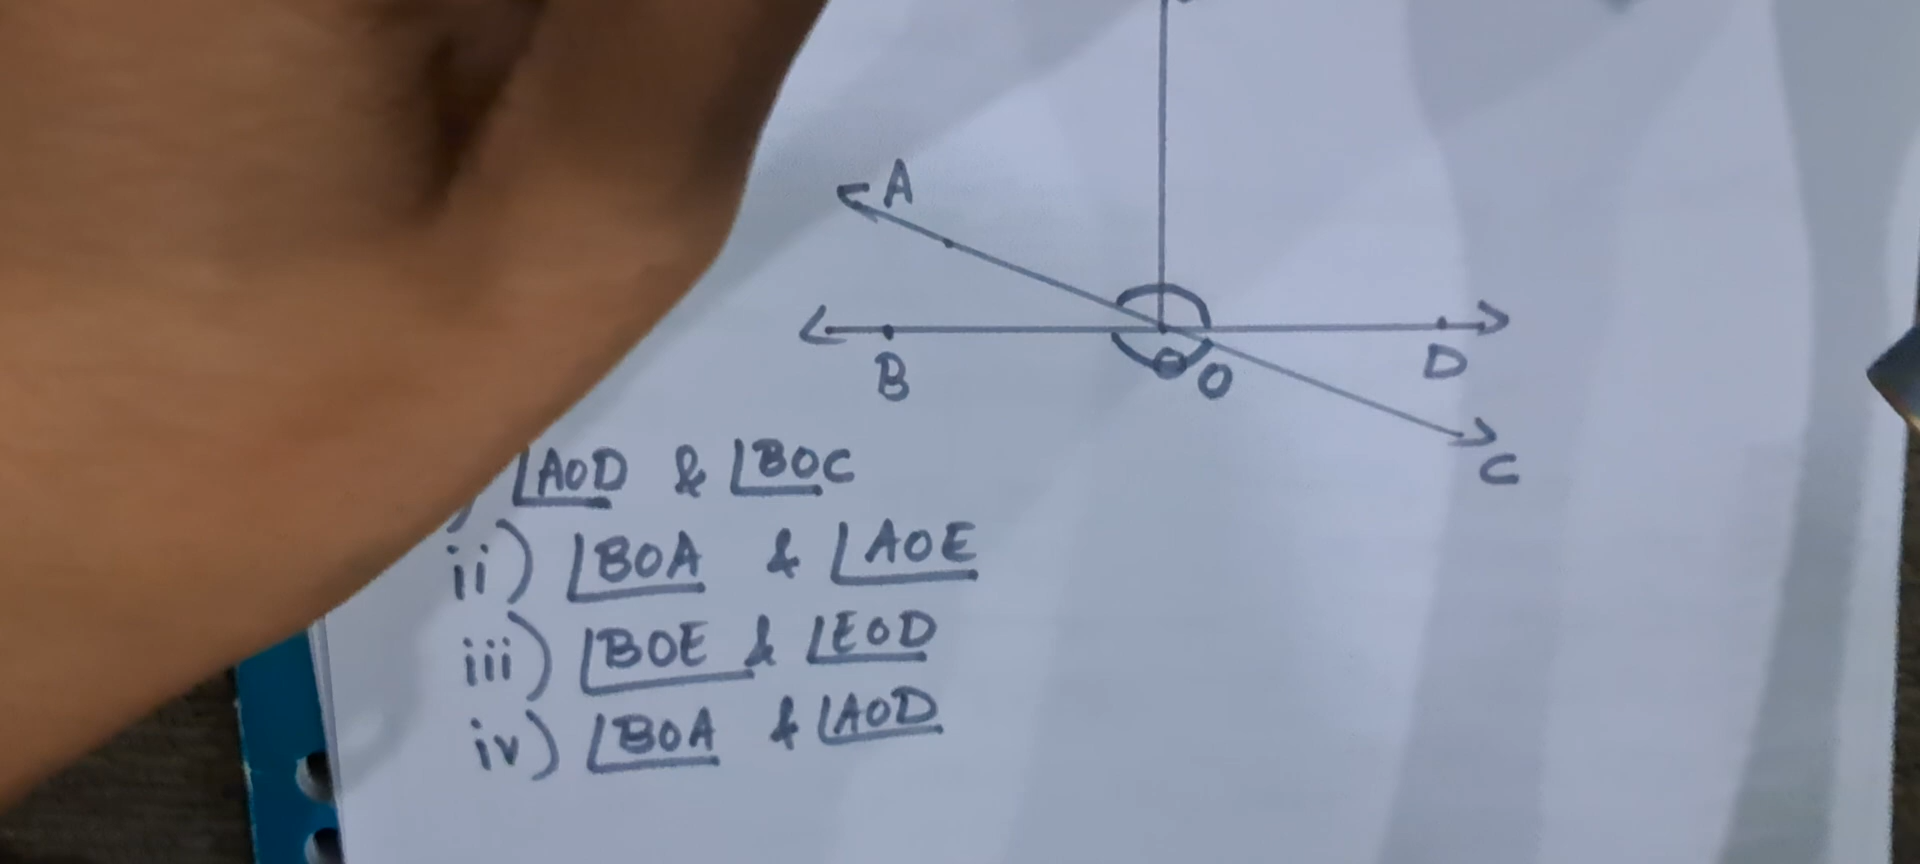 A
B
O
D
C
∠AOD & ∠BOC
ii) ∠BOA & ∠AOE
iii) ∠BOE & ∠EOD
iv) ∠BOA & ∠AOD